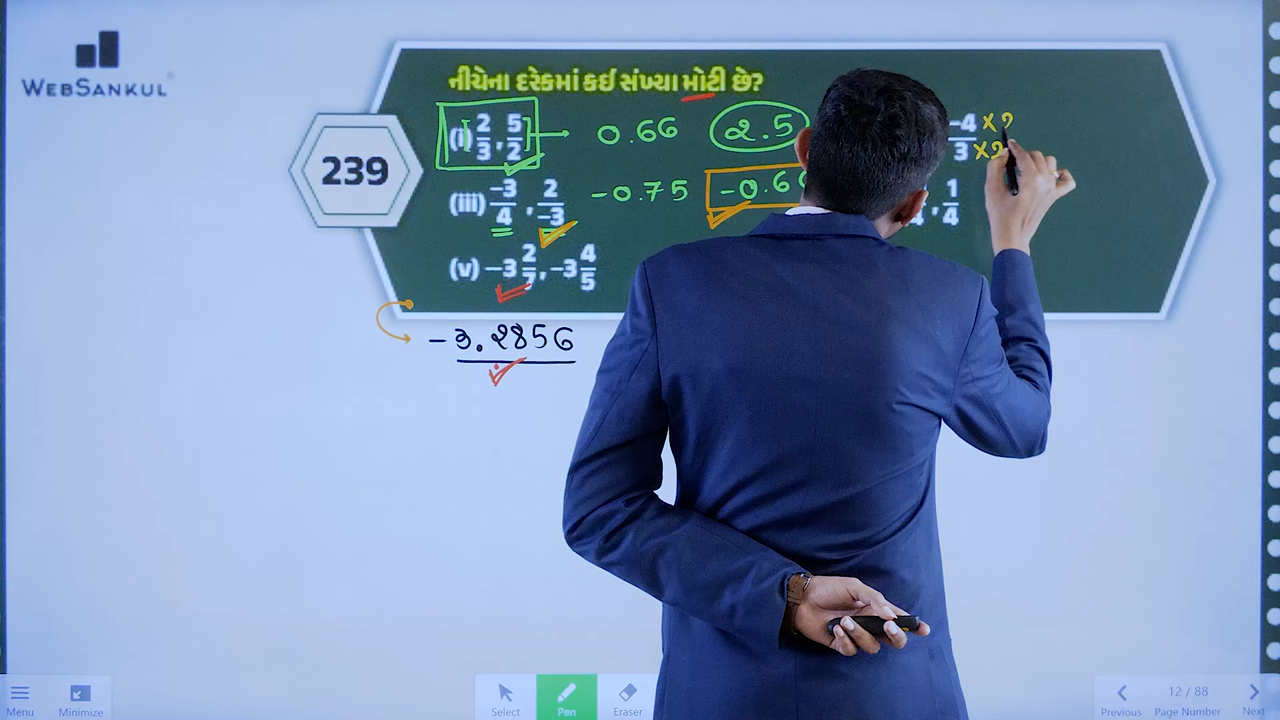 WEBSANKUL
નીચેના દરેકમાં કઈ સંખ્યા મોટી છે?
239
(i) 2/3, 5/2 → 0.66 2.5 -4/3 ×2 ×2
(iii) -3/4, 2/-3 -0.75 -0.6 , 1/4
(v) -3 2/7, -3 4/5
-૩.૨8૫6
Menu
Minimize
Select
Pen
Eraser
Previous
12 / 88
Page Number
Next